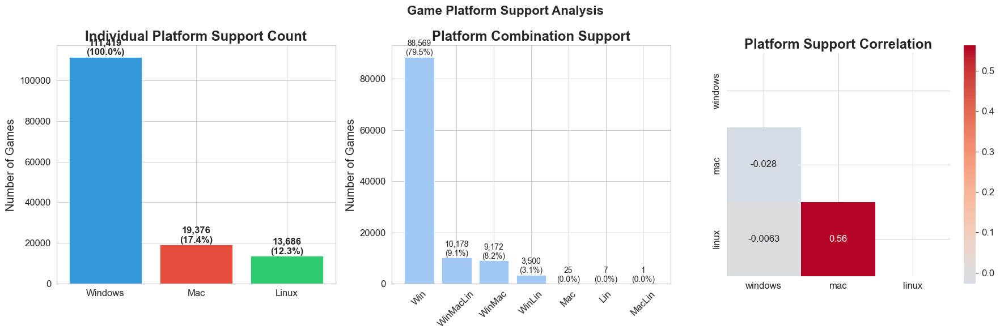 Game Platform Support Analysis
Individual Platform Support Count
Number of Games
100000
80000
60000
40000
20000
0
111,419
(100.0%)
19,376
(17.4%)
13,686
(12.3%)
Windows
Mac
Linux
Platform Combination Support
Number of Games
80000
60000
40000
20000
0
88,569
(79.5%)
10,178
(9.1%)
9,172
(8.2%)
3,500
(3.1%)
25
(0.0%)
7
(0.0%)
1
(0.0%)
Win
WinMacLin
WinMac
WinLin
Mac
Lin
MacLin
Platform Support Correlation
windows
mac
linux
-0.028
-0.0063
0.56
windows
mac
linux
0.5
0.4
0.3
0.2
0.1
0.0